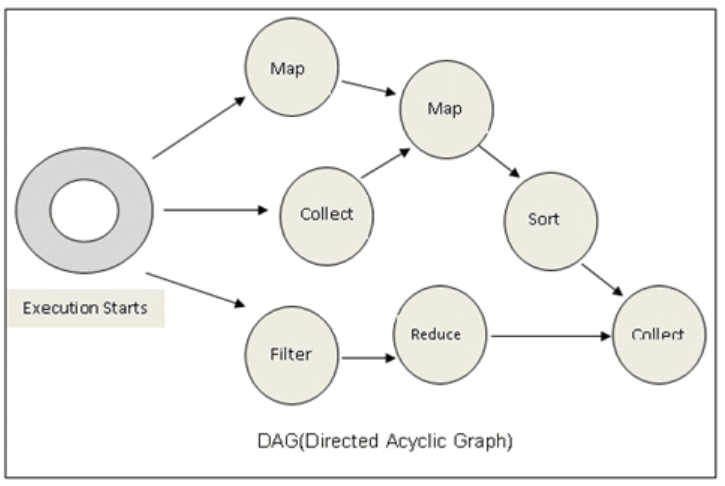 Map
Map
Collect
Sort
Execution Starts
Filter
Reduce
Collect
DAG(Directed Acyclic Graph)